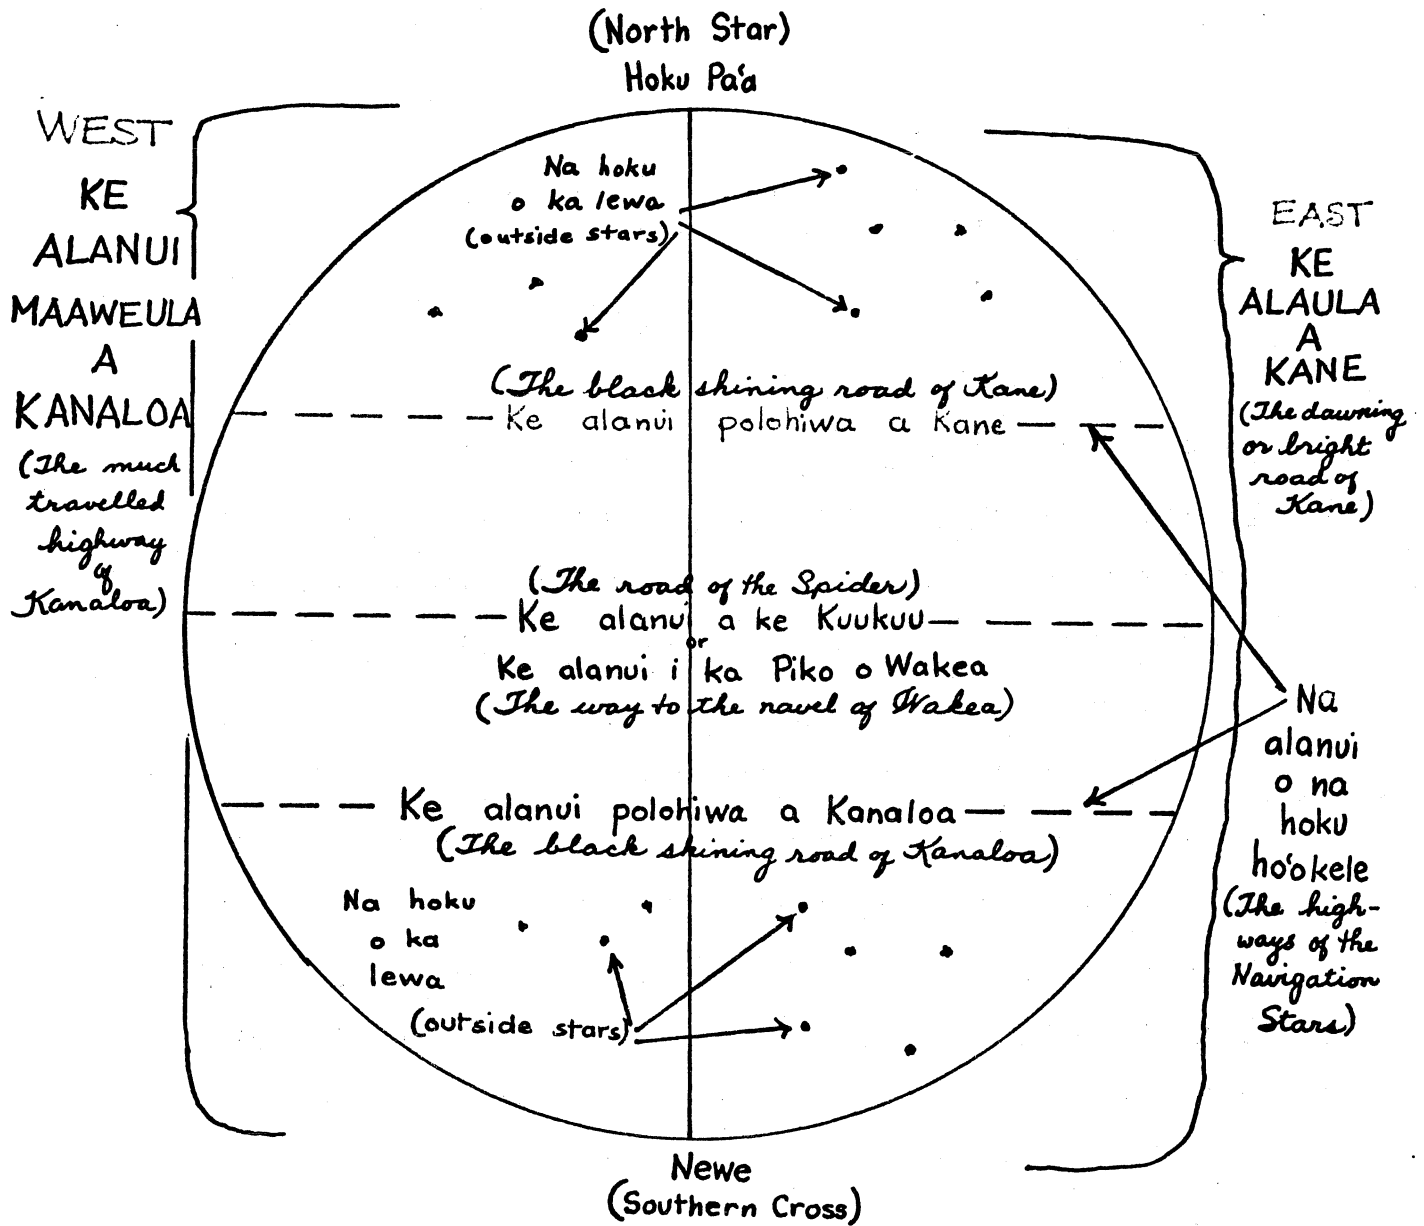 (North Star)
Hoku Pa'a
WEST
KE
ALANUI
MAAWEULA
A
KANALOA
(The much
travelled
highway
of
Kanaloa)
Na hoku
o ka lewa
(outside stars)
EAST
KE
ALAULA
A
KANE
(The dawning
or bright
road of
Kane)
(The black shining road of Kane)
Ke alanui polohiwa a Kane
(The road of the Spider)
Ke alanui a ke Kuukuu
or
Ke alanui i ka Piko o Wakea
(The way to the navel of Wakea)
Ke alanui polohiwa a Kanaloa
(The black shining road of Kanaloa)
Na
alanui
o na
hoku
ho'okele
(The high-
ways of the
Navigation
Stars)
Na hoku
o ka
lewa
(outside stars)
Newe
(Southern Cross)